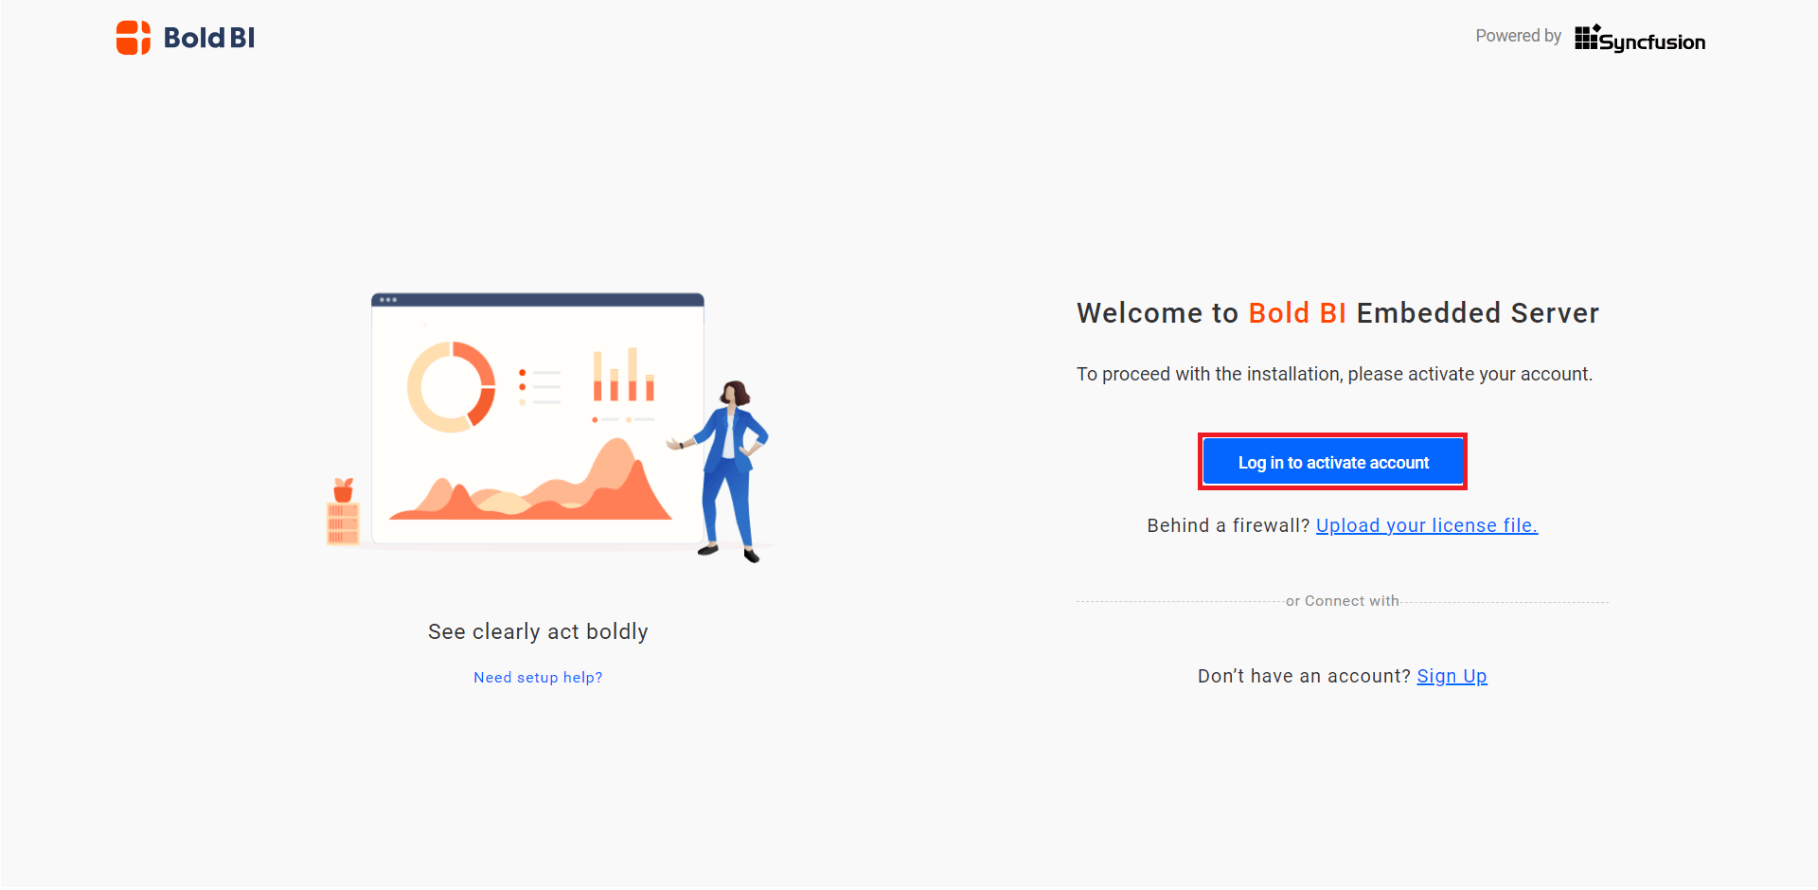 Bold BI
Powered by Syncfusion
Welcome to Bold BI Embedded Server
To proceed with the installation, please activate your account.
Log in to activate account
Behind a firewall? Upload your license file.
or Connect with
Don’t have an account? Sign Up
See clearly act boldly
Need setup help?